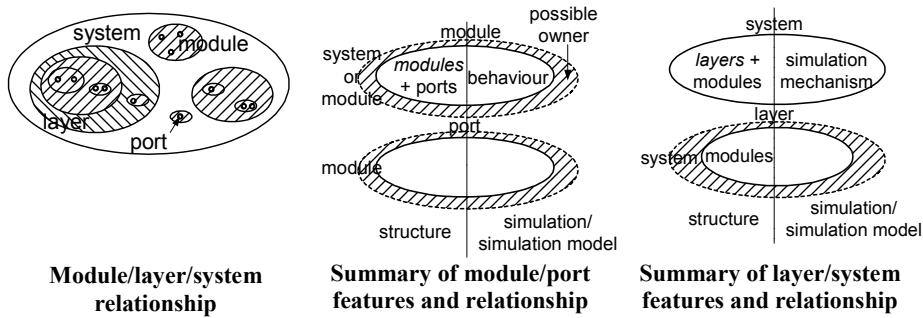 system
module
layer
port
Module/layer/system
relationship
possible
owner
module
system
or
module
modules
+ ports
behaviour
port
module
structure
simulation/
simulation model
Summary of module/port
features and relationship
system
layers +
modules
simulation
mechanism
layer
system
modules
structure
simulation/
simulation model
Summary of layer/system
features and relationship